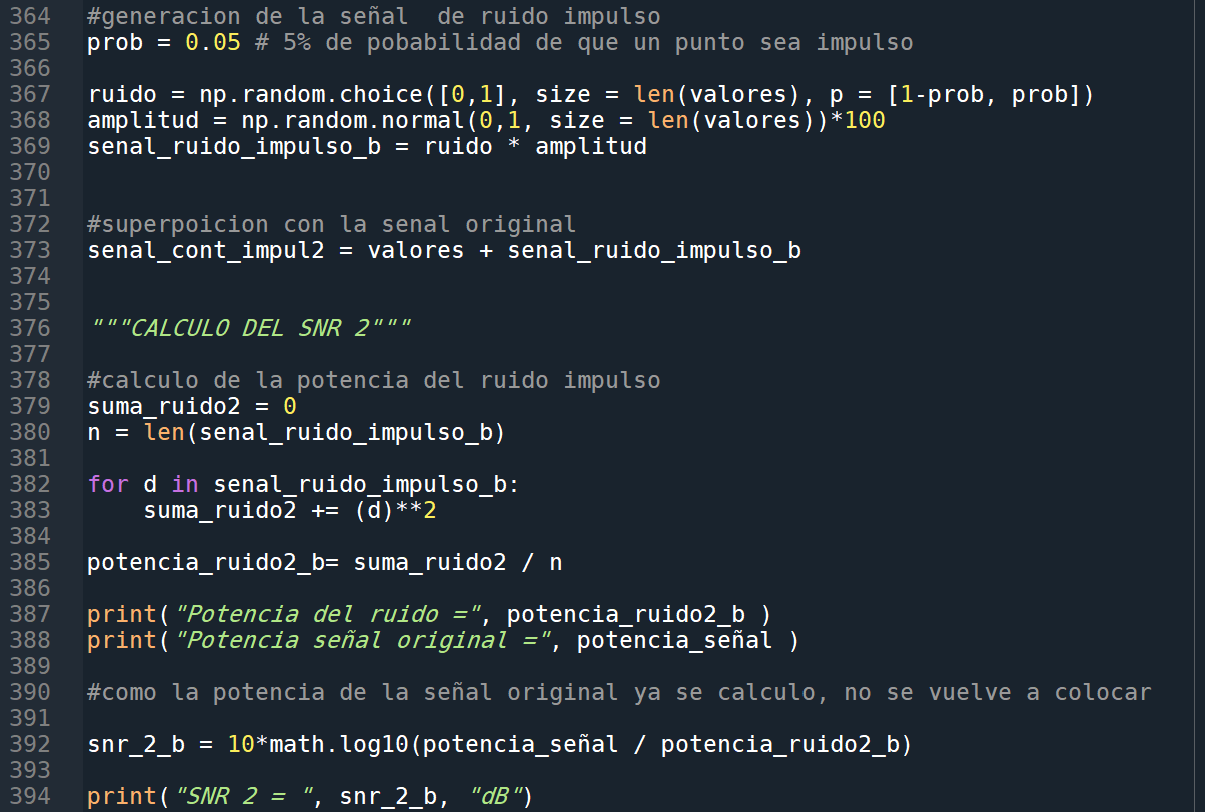 364 #generacion de la señal  de ruido impulso
365 prob = 0.05 # 5% de pobabilidad de que un punto sea impulso
366
367 ruido = np.random.choice([0,1], size = len(valores), p = [1-prob, prob])
368 amplitud = np.random.normal(0,1, size = len(valores))*100
369 senal_ruido_impulso_b = ruido * amplitud
370
371
372 #superpoicion con la senal original
373 senal_cont_impul2 = valores + senal_ruido_impulso_b
374
375
376 """CALCULO DEL SNR 2"""
377
378 #calculo de la potencia del ruido impulso
379 suma_ruido2 = 0
380 n = len(senal_ruido_impulso_b)
381
382 for d in senal_ruido_impulso_b:
383     suma_ruido2 += (d)**2
384
385 potencia_ruido2_b= suma_ruido2 / n
386
387 print("Potencia del ruido =", potencia_ruido2_b )
388 print("Potencia señal original =", potencia_señal )
389
390 #como la potencia de la señal original ya se calculo, no se vuelve a colocar
391
392 snr_2_b = 10*math.log10(potencia_señal / potencia_ruido2_b)
393
394 print("SNR 2 = ", snr_2_b, "dB")